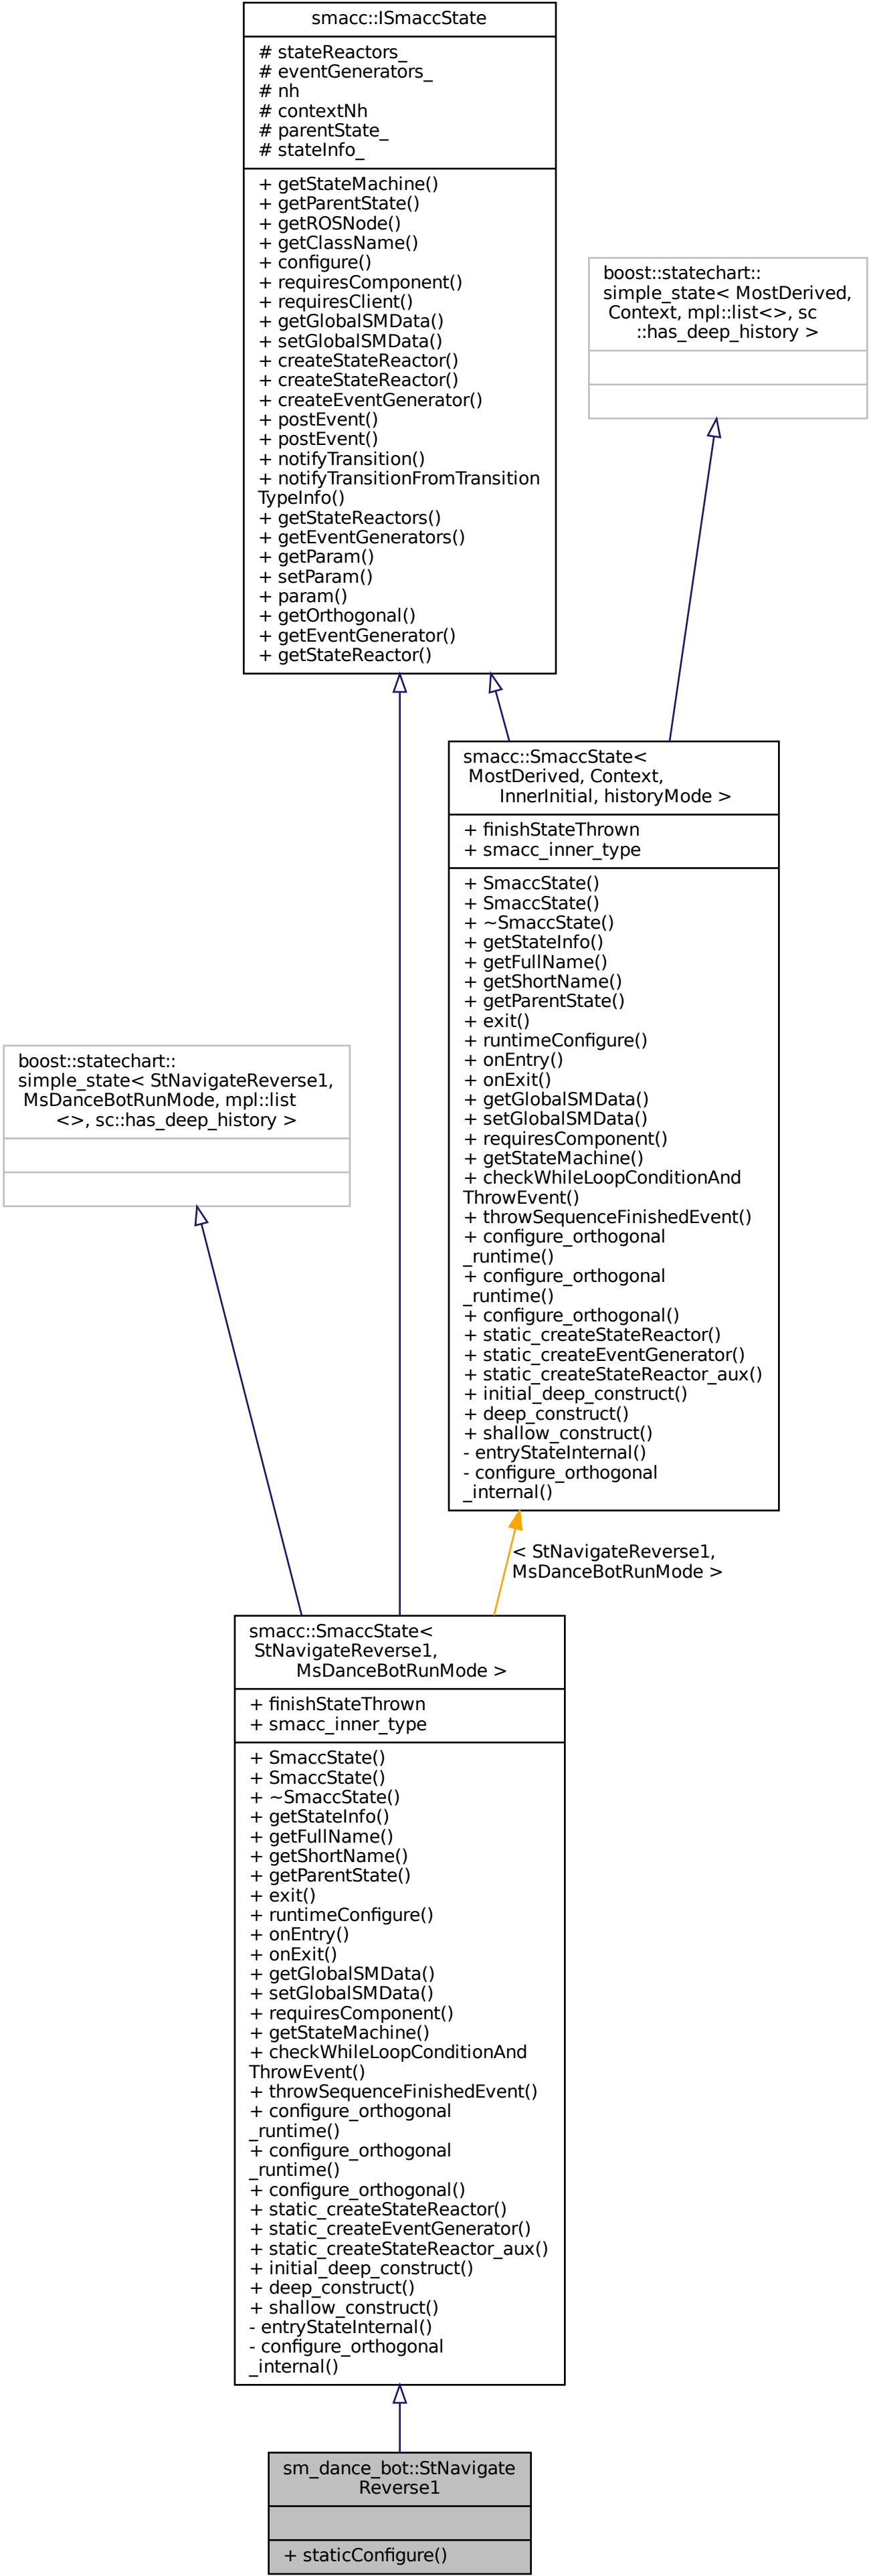 smacc::ISmaccState
# stateReactors_
# eventGenerators_
# nh
# contextNh
# parentState_
# stateInfo_
+ getStateMachine()
+ getParentState()
+ getROSNode()
+ getClassName()
+ configure()
+ requiresComponent()
+ requiresClient()
+ getGlobalSMData()
+ setGlobalSMData()
+ createStateReactor()
+ createStateReactor()
+ createEventGenerator()
+ postEvent()
+ postEvent()
+ notifyTransition()
+ notifyTransitionFromTransition
TypeInfo()
+ getStateReactors()
+ getEventGenerators()
+ getParam()
+ setParam()
+ param()
+ getOrthogonal()
+ getEventGenerator()
+ getStateReactor()
boost::statechart::
simple_state< MostDerived,
Context, mpl::list<>, sc
::has_deep_history >
smacc::SmaccState<
MostDerived, Context,
InnerInitial, historyMode >
+ finishStateThrown
+ smacc_inner_type
+ SmaccState()
+ SmaccState()
+ ~SmaccState()
+ getStateInfo()
+ getFullName()
+ getShortName()
+ getParentState()
+ exit()
+ runtimeConfigure()
+ onEntry()
+ onExit()
+ getGlobalSMData()
+ setGlobalSMData()
+ requiresComponent()
+ getStateMachine()
+ checkWhileLoopConditionAnd
ThrowEvent()
+ throwSequenceFinishedEvent()
+ configure_orthogonal
_runtime()
+ configure_orthogonal
_runtime()
+ configure_orthogonal()
+ static_createStateReactor()
+ static_createEventGenerator()
+ static_createStateReactor_aux()
+ initial_deep_construct()
+ deep_construct()
+ shallow_construct()
- entryStateInternal()
- configure_orthogonal
_internal()
boost::statechart::
simple_state< StNavigateReverse1,
MsDanceBotRunMode, mpl::list
<>, sc::has_deep_history >
< StNavigateReverse1,
MsDanceBotRunMode >
smacc::SmaccState<
StNavigateReverse1,
MsDanceBotRunMode >
+ finishStateThrown
+ smacc_inner_type
+ SmaccState()
+ SmaccState()
+ ~SmaccState()
+ getStateInfo()
+ getFullName()
+ getShortName()
+ getParentState()
+ exit()
+ runtimeConfigure()
+ onEntry()
+ onExit()
+ getGlobalSMData()
+ setGlobalSMData()
+ requiresComponent()
+ getStateMachine()
+ checkWhileLoopConditionAnd
ThrowEvent()
+ throwSequenceFinishedEvent()
+ configure_orthogonal
_runtime()
+ configure_orthogonal
_runtime()
+ configure_orthogonal()
+ static_createStateReactor()
+ static_createEventGenerator()
+ static_createStateReactor_aux()
+ initial_deep_construct()
+ deep_construct()
+ shallow_construct()
- entryStateInternal()
- configure_orthogonal
_internal()
sm_dance_bot::StNavigate
Reverse1
+ staticConfigure()